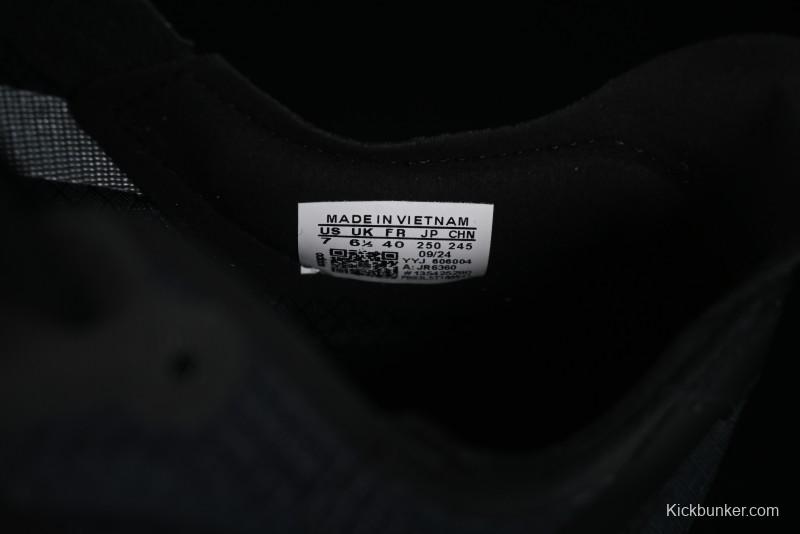 MADE IN VIETNAM
US UK FR JP CHN
7 6½ 40 250 245
09/24
YYJ 606004
A: JR6360
Kickbunker.com